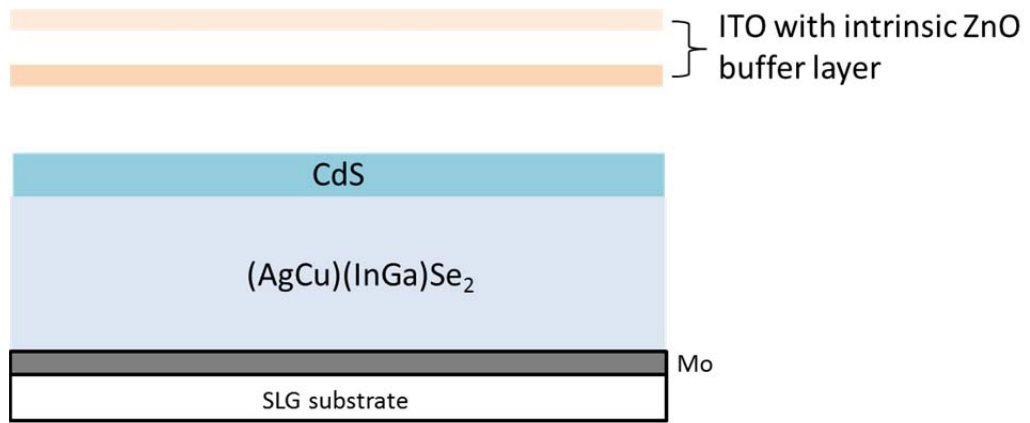 ITO with intrinsic ZnO
buffer layer
CdS
(AgCu)(InGa)Se₂
Mo
SLG substrate